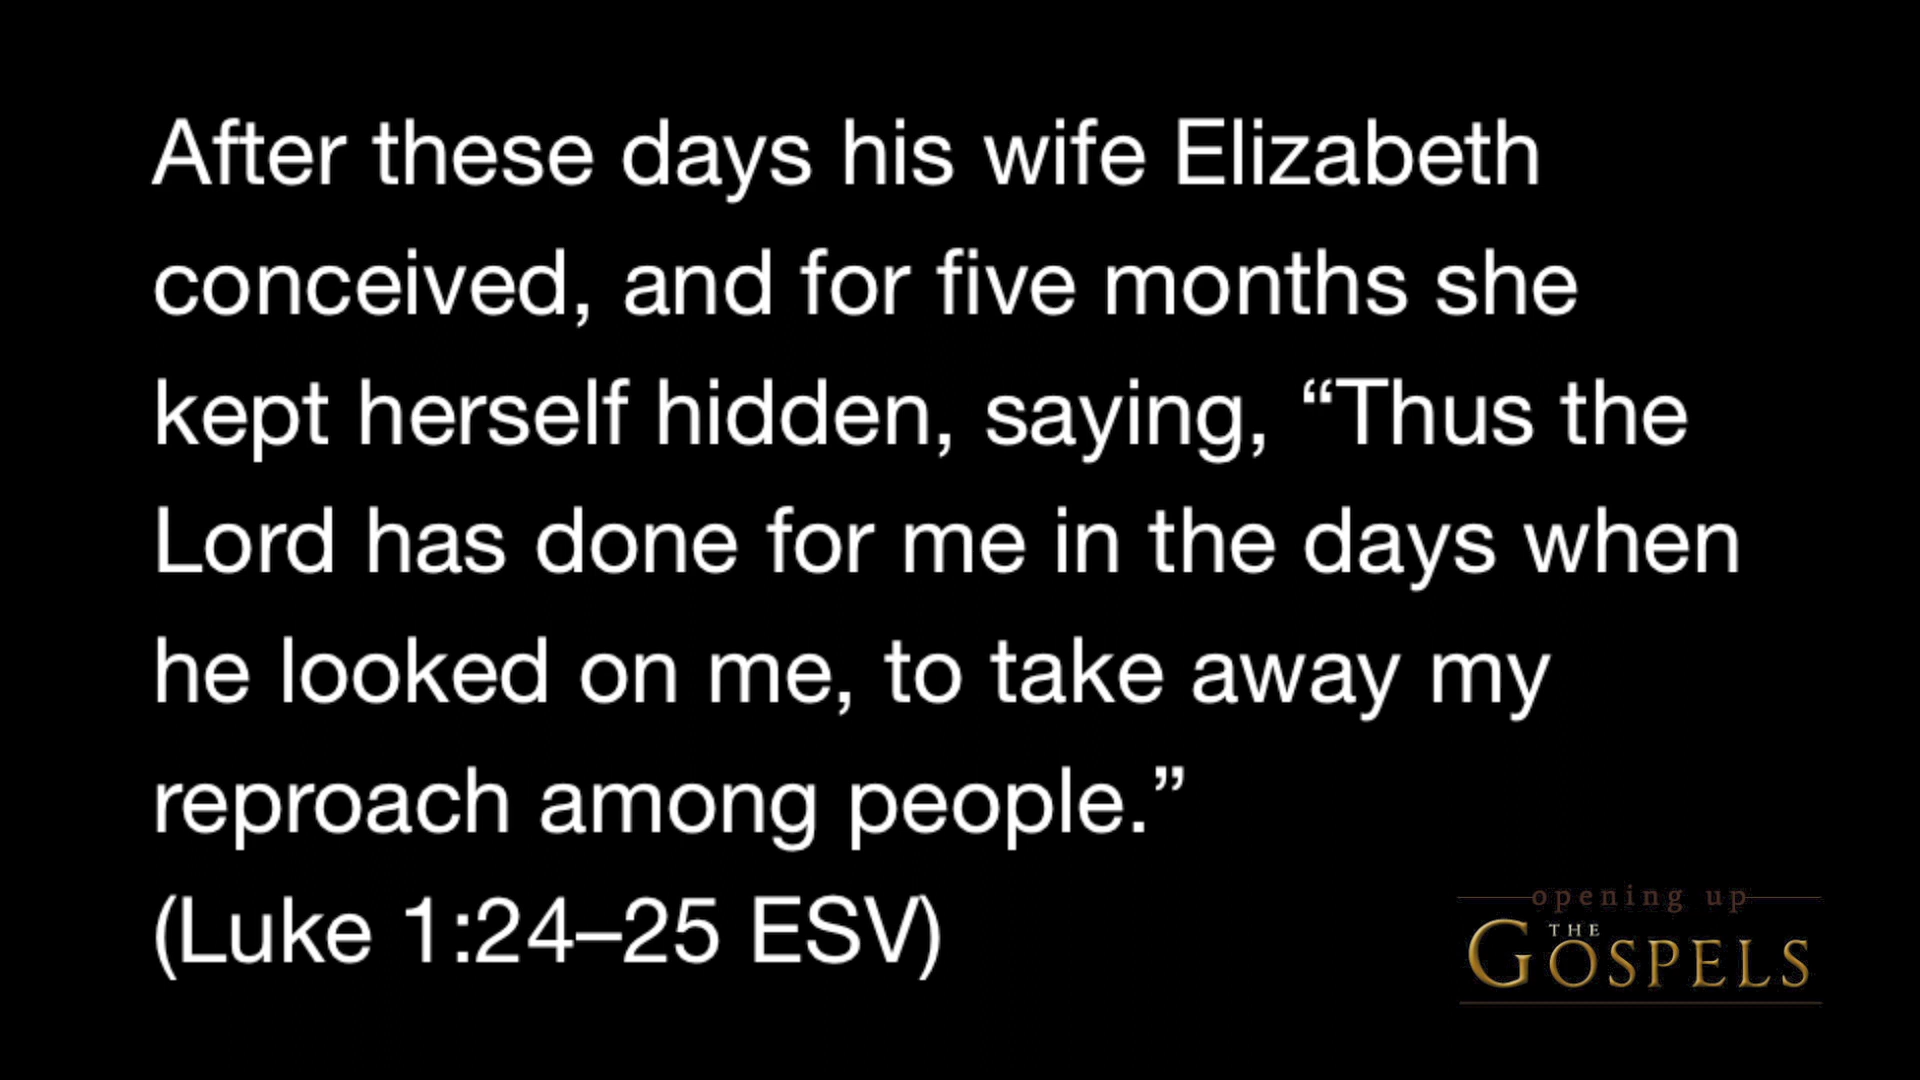 After these days his wife Elizabeth
conceived, and for five months she
kept herself hidden, saying, “Thus the
Lord has done for me in the days when
he looked on me, to take away my
reproach among people.”
(Luke 1:24–25 ESV)
opening up
THE
GOSPELS